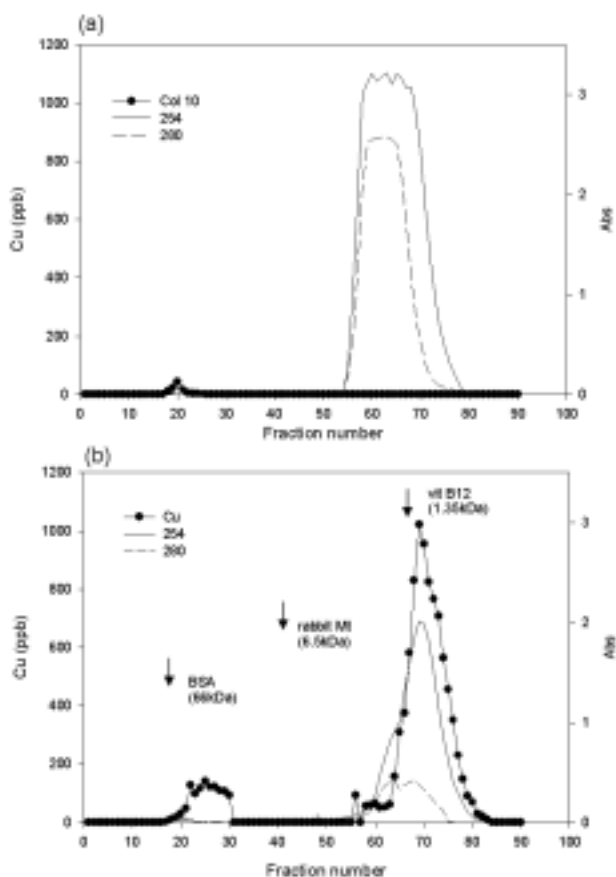 (a)
1200
1000
800
600
400
200
0
Cu (ppb)
Col 10
254
280
3
2
1
0
Abs
0 10 20 30 40 50 60 70 80 90 100
Fraction number
(b)
1200
1000
800
600
400
200
0
Cu (ppb)
Cu
254
280
BSA
(66kDa)
rabbit Mt
(6.5kDa)
vit B12
(1.35kDa)
3
2
1
0
Abs
0 10 20 30 40 50 60 70 80 90 100
Fraction number